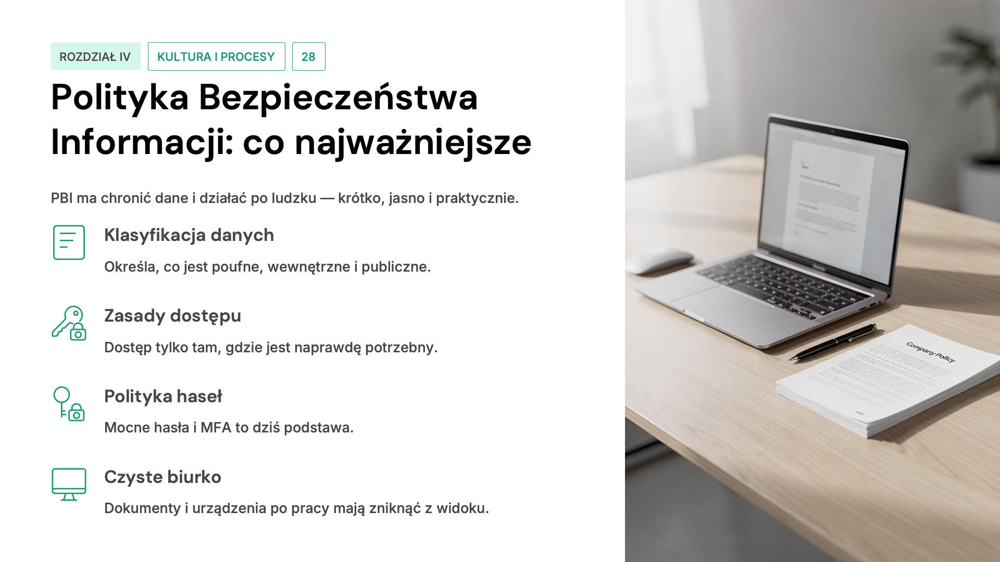 ROZDZIAŁ IV
KULTURA I PROCESY
28
Polityka Bezpieczeństwa
Informacji: co najważniejsze
PBI ma chronić dane i działać po ludzku — krótko, jasno i praktycznie.
Klasyfikacja danych
Określa, co jest poufne, wewnętrzne i publiczne.
Zasady dostępu
Dostęp tylko tam, gdzie jest naprawdę potrzebny.
Polityka haseł
Mocne hasła i MFA to dziś podstawa.
Czyste biurko
Dokumenty i urządzenia po pracy mają zniknąć z widoku.
Company Policy